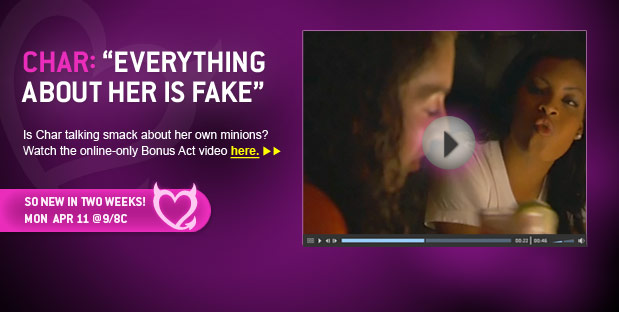 CHAR: “EVERYTHING
ABOUT HER IS FAKE”
Is Char talking smack about her own minions?
Watch the online-only Bonus Act video here.
SO NEW IN TWO WEEKS!
MON APR 11 @9/8C
00:22 00:46